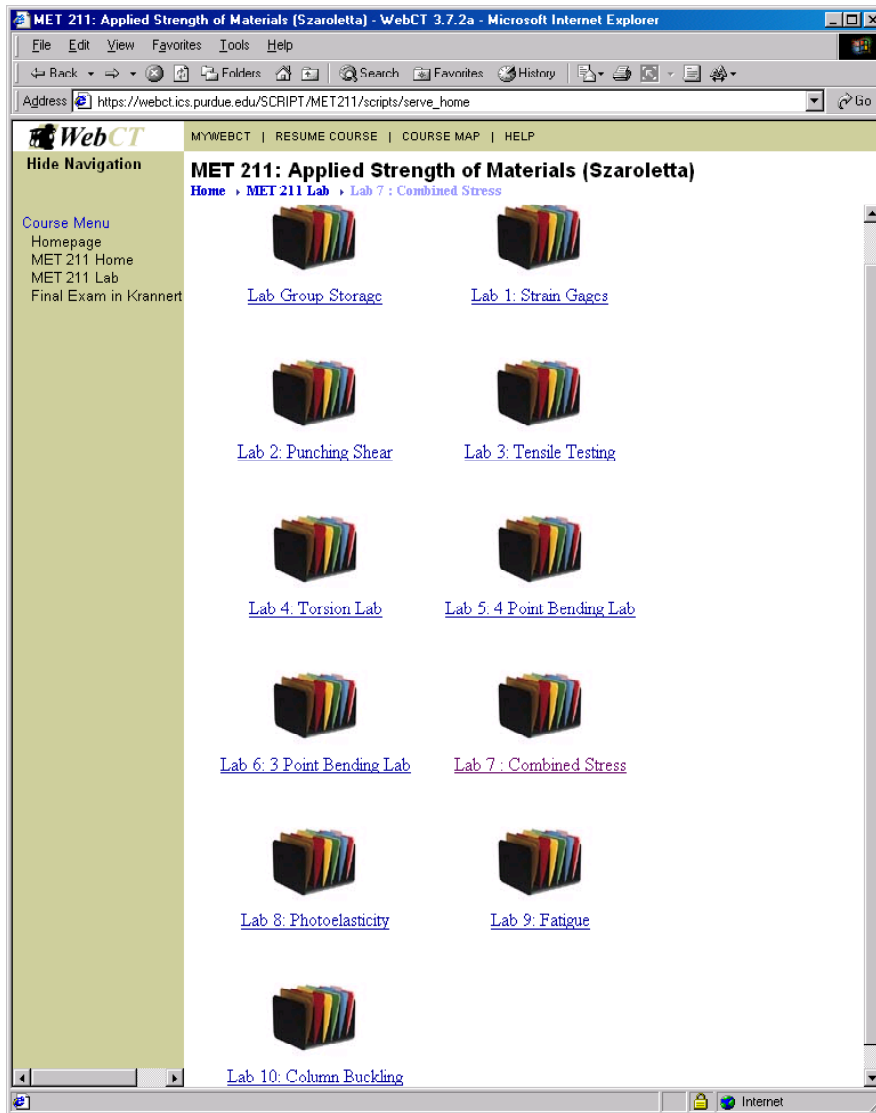 MET 211: Applied Strength of Materials (Szaroletta) - WebCT 3.7.2a - Microsoft Internet Explorer
File Edit View Favorites Tools Help
Back Folders Search Favorites History
Address https://webct.ics.purdue.edu/SCRIPT/MET211/scripts/serve_home Go
WebCT MYWEBCT | RESUME COURSE | COURSE MAP | HELP
Hide Navigation
MET 211: Applied Strength of Materials (Szaroletta)
Home › MET 211 Lab › Lab 7 : Combined Stress
Course Menu
Homepage
MET 211 Home
MET 211 Lab
Final Exam in Krannert
Lab Group Storage Lab 1: Strain Gages
Lab 2: Punching Shear Lab 3: Tensile Testing
Lab 4: Torsion Lab Lab 5: 4 Point Bending Lab
Lab 6: 3 Point Bending Lab Lab 7 : Combined Stress
Lab 8: Photoelasticity Lab 9: Fatigue
Lab 10: Column Buckling
Internet